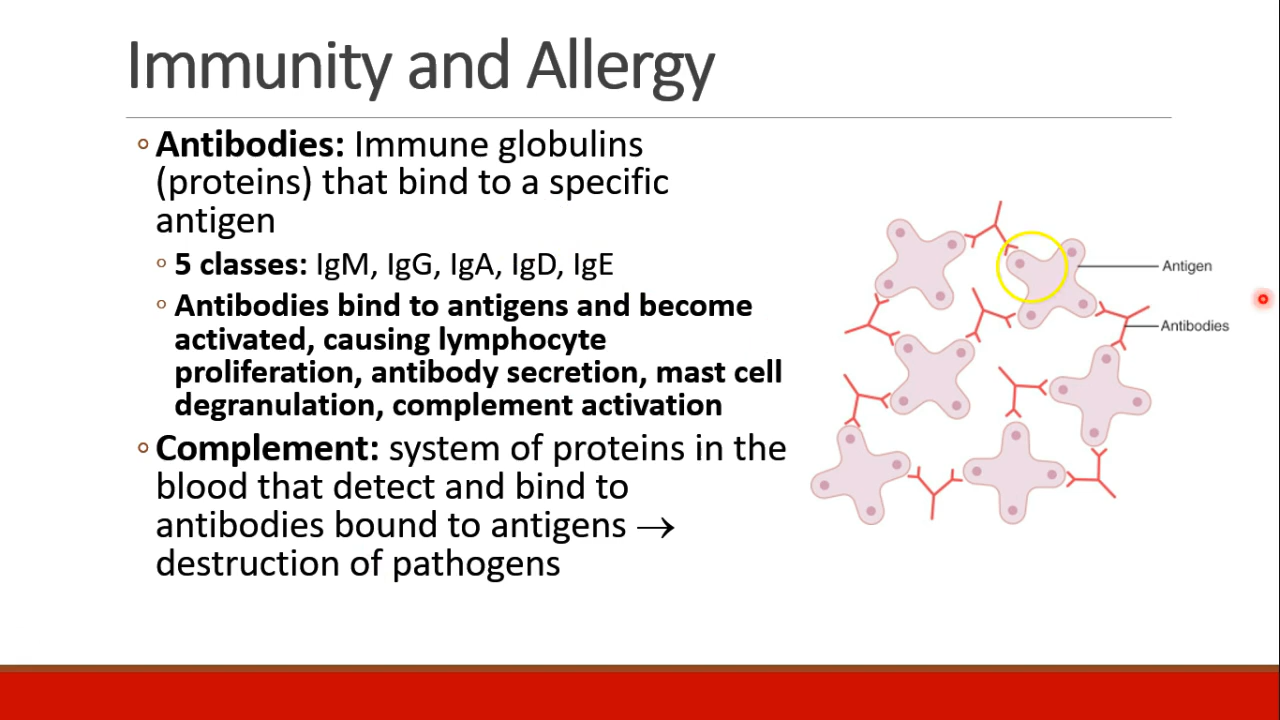 Immunity and Allergy
◦ Antibodies: Immune globulins
(proteins) that bind to a specific
antigen
◦ 5 classes: IgM, IgG, IgA, IgD, IgE
◦ Antibodies bind to antigens and become
activated, causing lymphocyte
proliferation, antibody secretion, mast cell
degranulation, complement activation
◦ Complement: system of proteins in the
blood that detect and bind to
antibodies bound to antigens →
destruction of pathogens
Antigen
Antibodies